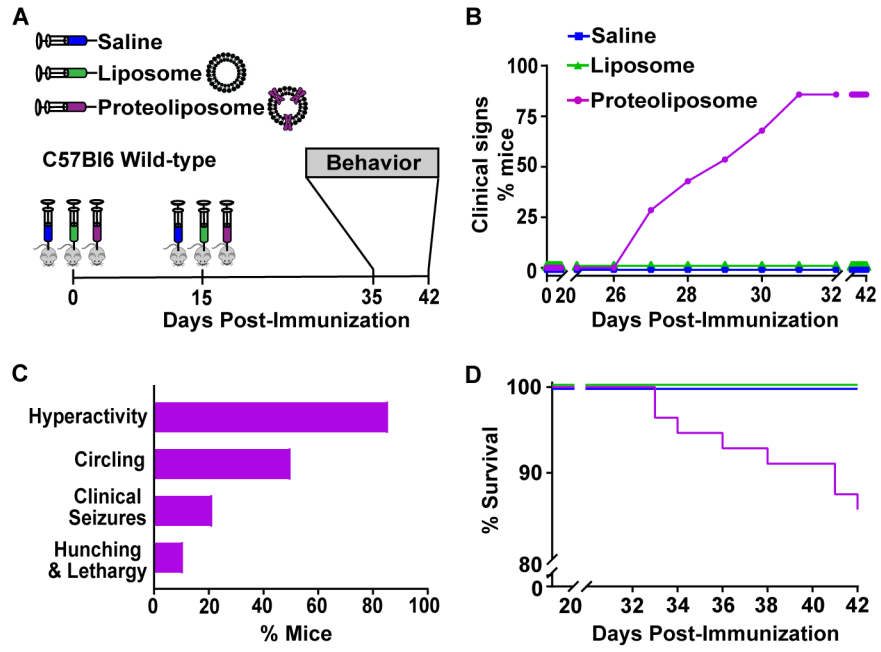 A
Saline
Liposome
Proteoliposome
C57Bl6 Wild-type
Behavior
0 15 35 42
Days Post-Immunization
B
Saline
Liposome
Proteoliposome
Clinical signs
% mice
100
75
50
25
0
0 20 26 28 30 32 42
Days Post-Immunization
C
Hyperactivity
Circling
Clinical
Seizures
Hunching
& Lethargy
0 20 40 60 80 100
% Mice
D
% Survival
100
90
80
0
20 32 34 36 38 40 42
Days Post-Immunization